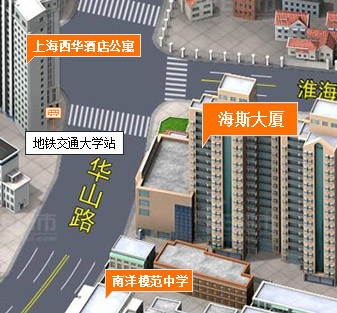 上海西华酒店公寓
淮海
海斯大厦
地铁交通大学站
华山路
南洋模范中学